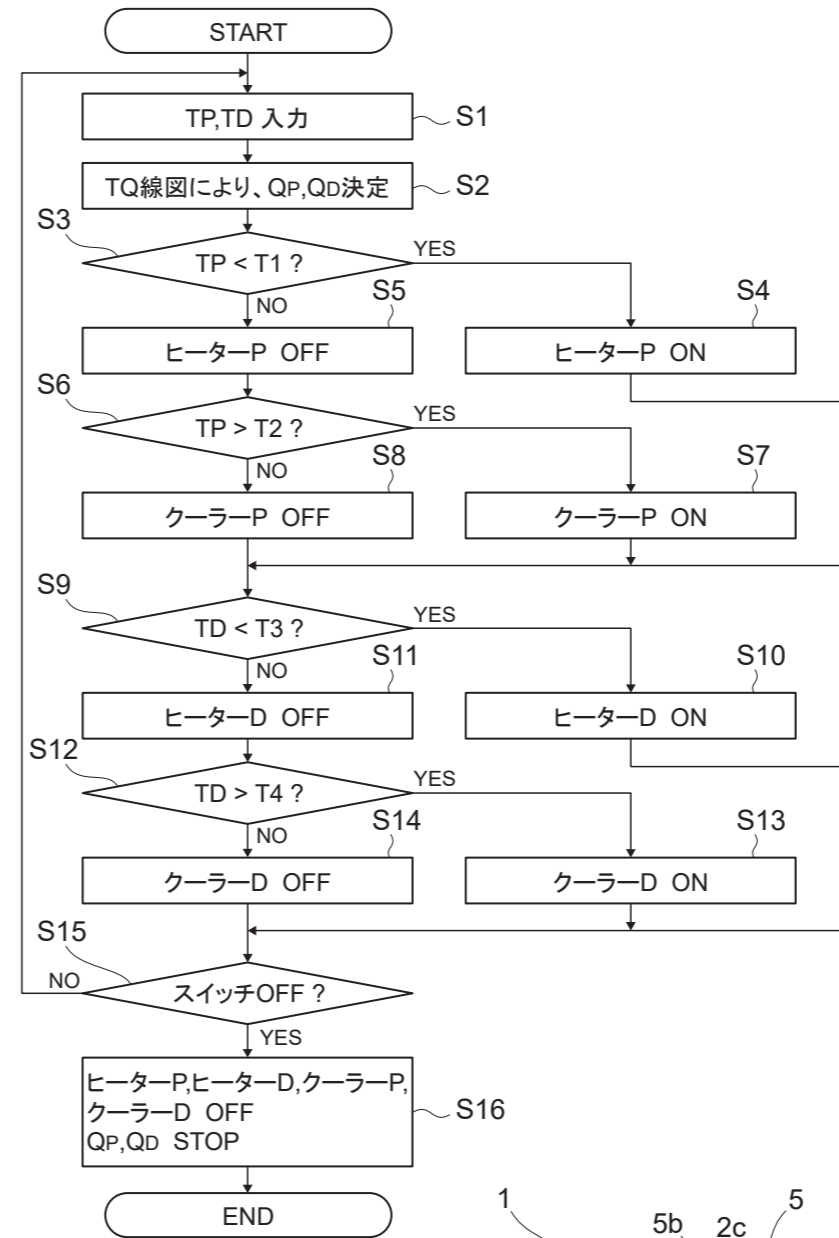 START
TP,TD 入力
S1
TQ線図により、QP,QD決定
S2
S3
TP < T1 ?
YES
NO
S5
S4
ヒーターP OFF
ヒーターP ON
S6
TP > T2 ?
YES
NO
S8
S7
クーラーP OFF
クーラーP ON
S9
TD < T3 ?
YES
NO
S11
S10
ヒーターD OFF
ヒーターD ON
S12
TD > T4 ?
YES
NO
S14
S13
クーラーD OFF
クーラーD ON
S15
NO
スイッチOFF ?
YES
ヒーターP,ヒーターD,クーラーP,
クーラーD OFF
QP,QD STOP
S16
END
1
5b
2c
5